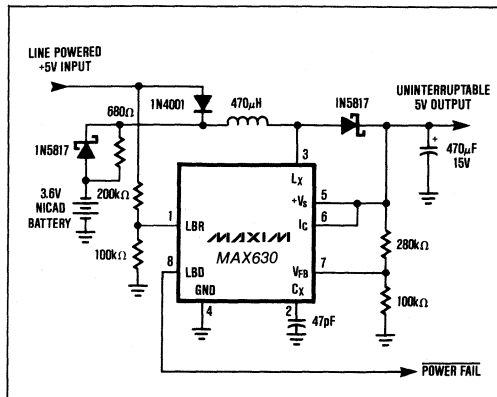 LINE POWERED
+5V INPUT
1N4001
470µH
1N5817
UNINTERRUPTABLE
5V OUTPUT
680Ω
1N5817
3
470µF
15V
+
LX
3.6V
NICAD
BATTERY
200kΩ
+VS
5
1
LBR
IC
6
MAXIM
MAX630
280kΩ
100kΩ
8
LBD
VFB
7
GND
CX
100kΩ
4
2
47pF
POWER FAIL